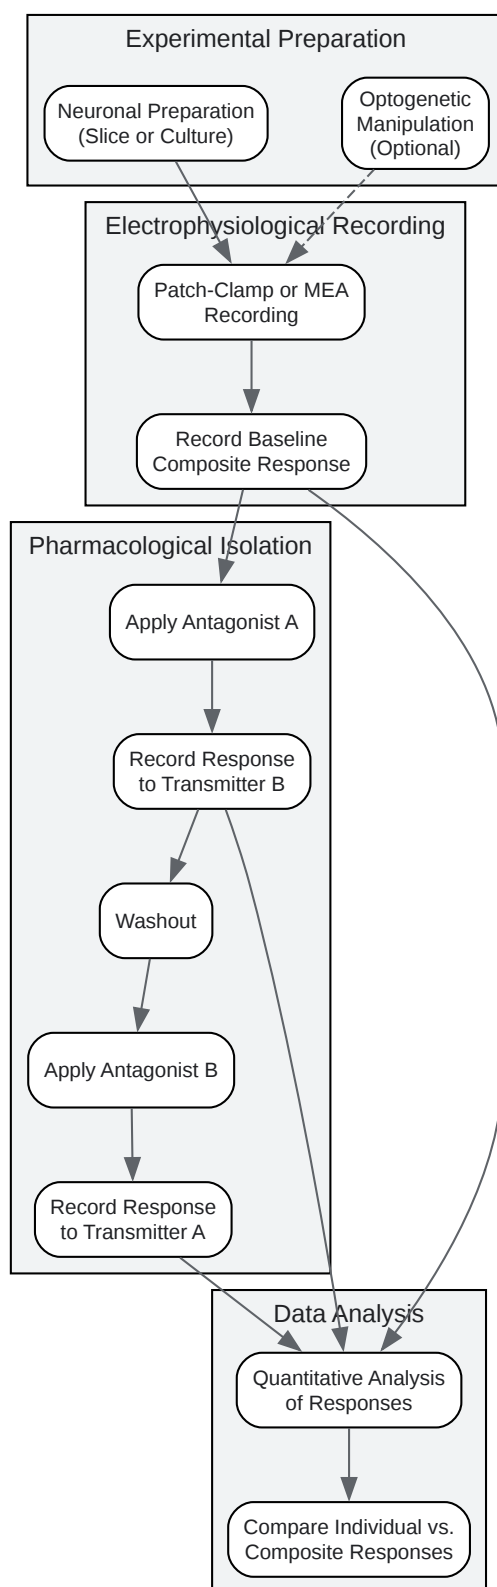 Experimental Preparation
Neuronal Preparation
(Slice or Culture)
Optogenetic
Manipulation
(Optional)
Electrophysiological Recording
Patch-Clamp or MEA
Recording
Record Baseline
Composite Response
Pharmacological Isolation
Apply Antagonist A
Record Response
to Transmitter B
Washout
Apply Antagonist B
Record Response
to Transmitter A
Data Analysis
Quantitative Analysis
of Responses
Compare Individual vs.
Composite Responses